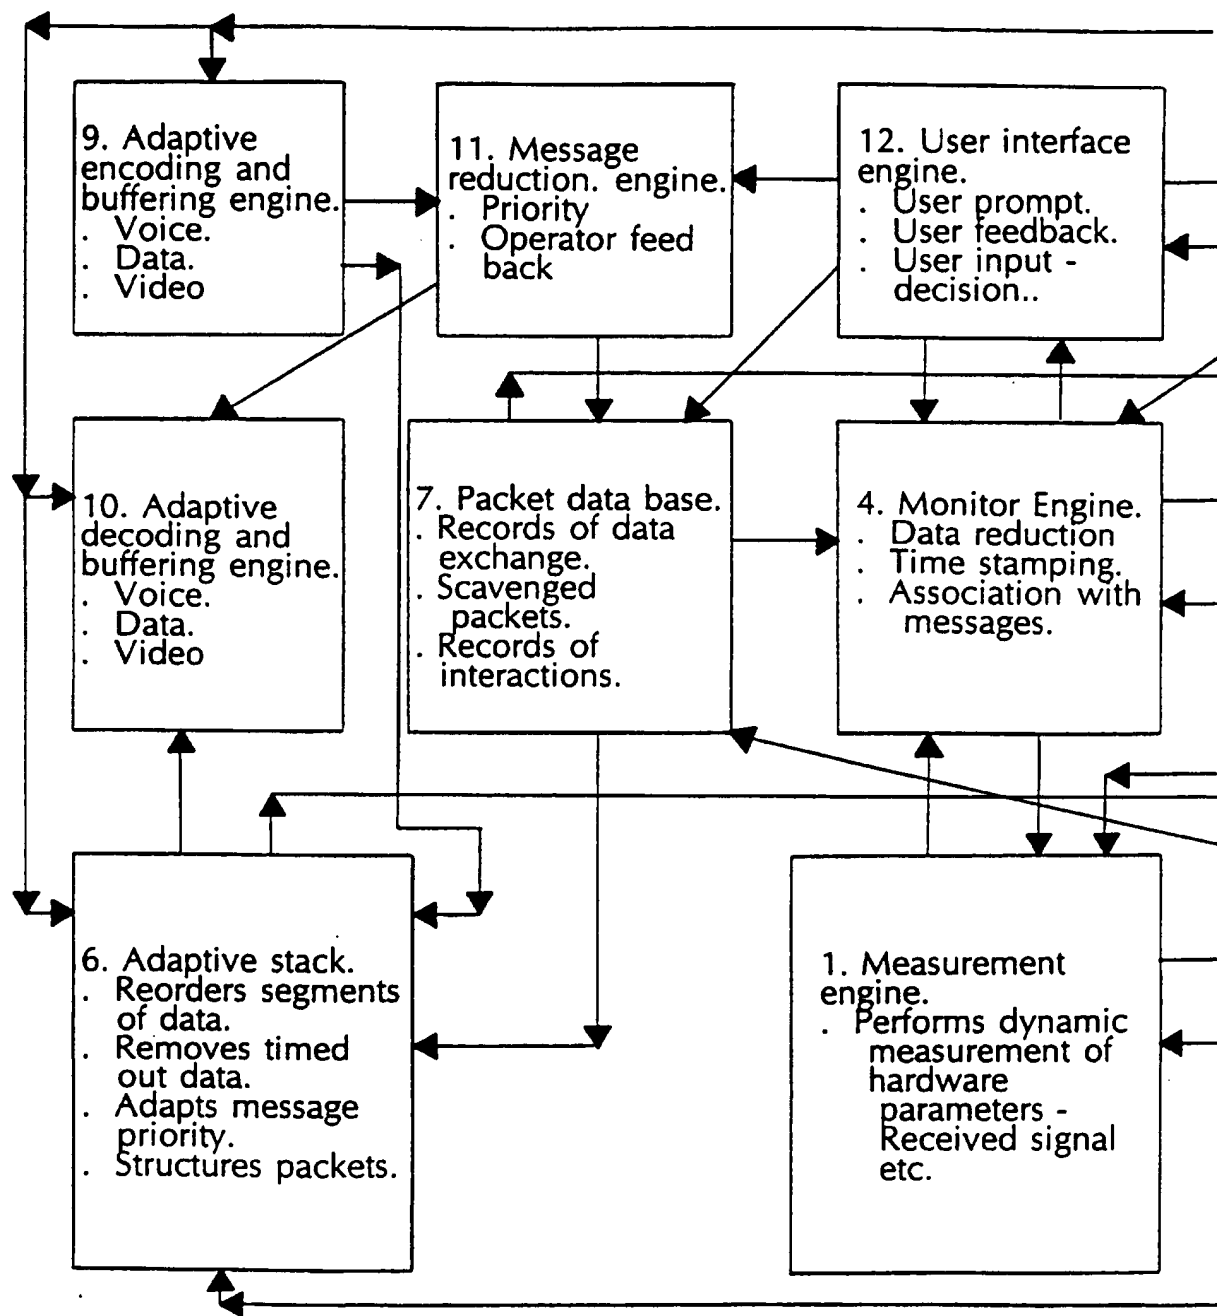 9. Adaptive
encoding and
buffering engine.
. Voice.
. Data.
. Video
11. Message
reduction. engine.
. Priority
. Operator feed
back
12. User interface
engine.
. User prompt.
. User feedback.
. User input -
decision..
10. Adaptive
decoding and
buffering engine.
. Voice.
. Data.
. Video
7. Packet data base.
. Records of data
exchange.
. Scavenged
packets.
. Records of
interactions.
4. Monitor Engine.
. Data reduction
. Time stamping.
. Association with
messages.
6. Adaptive stack.
. Reorders segments
of data.
. Removes timed
out data.
. Adapts message
priority.
. Structures packets.
1. Measurement
engine.
. Performs dynamic
measurement of
hardware
parameters -
Received signal
etc.